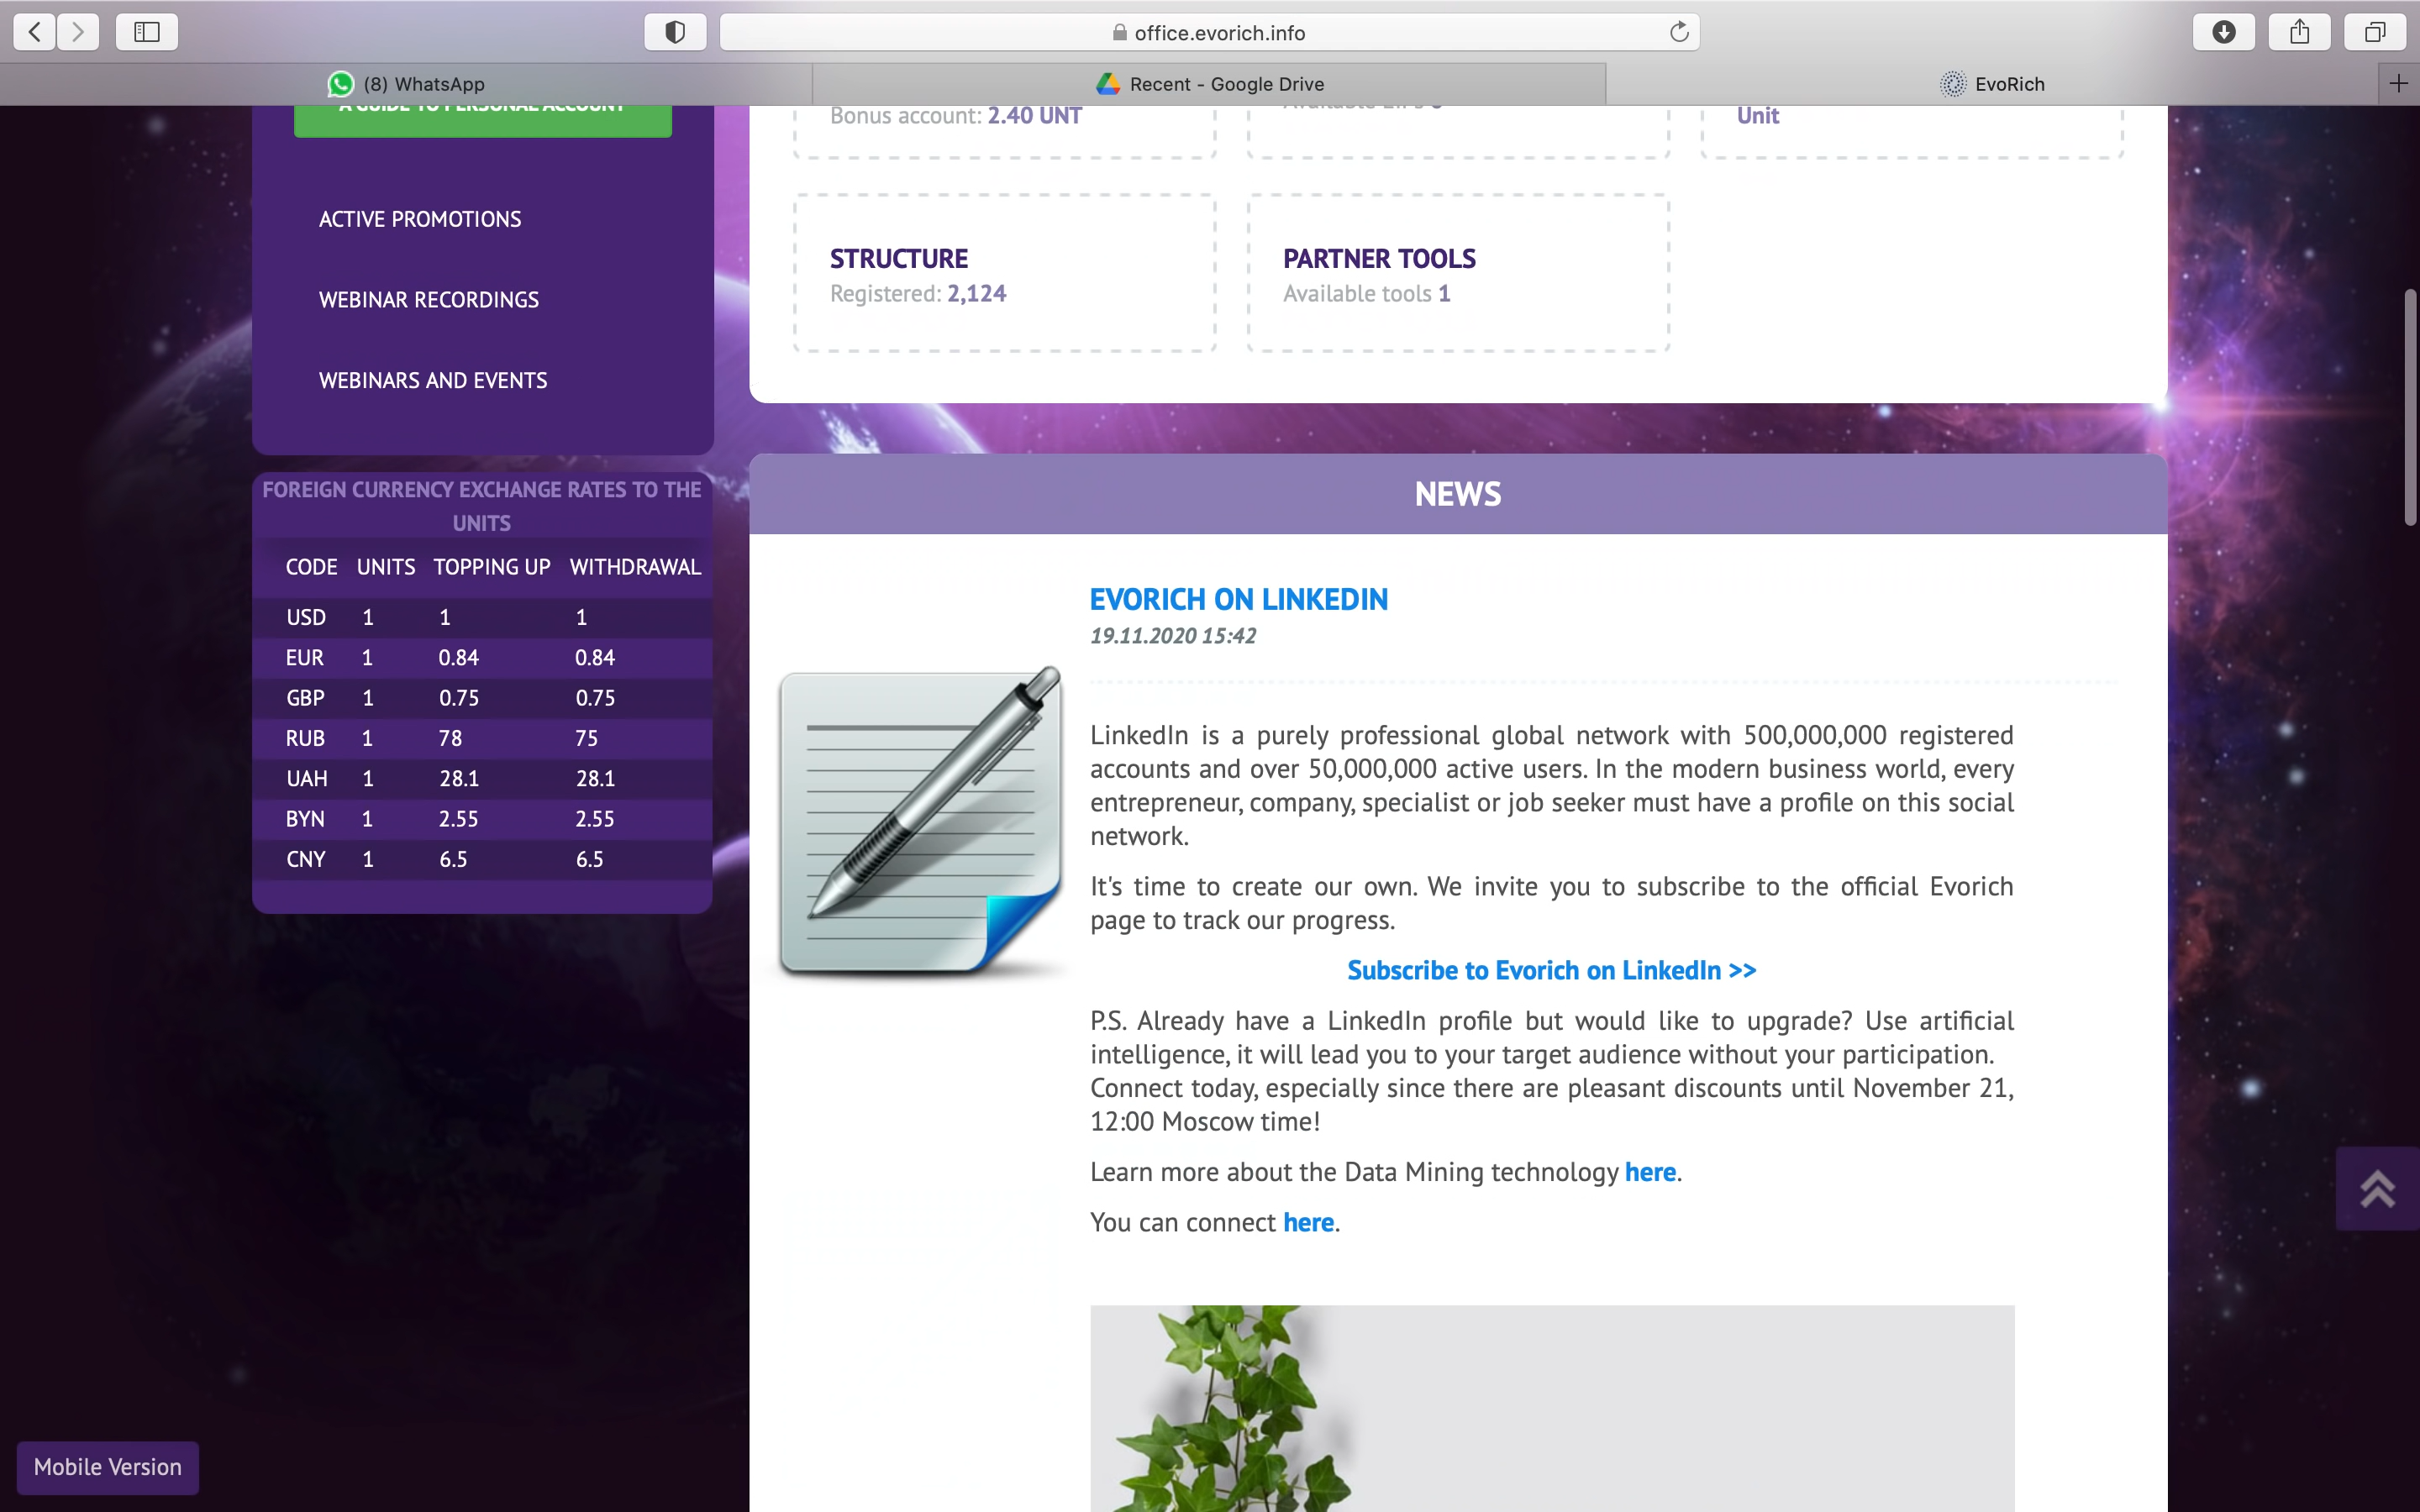 office.evorich.info
(8) WhatsApp
Recent - Google Drive
EvoRich
A GUIDE TO PERSONAL ACCOUNT
ACTIVE PROMOTIONS
WEBINAR RECORDINGS
WEBINARS AND EVENTS
FOREIGN CURRENCY EXCHANGE RATES TO THE
UNITS
CODE UNITS TOPPING UP WITHDRAWAL
USD 1 1 1
EUR 1 0.84 0.84
GBP 1 0.75 0.75
RUB 1 78 75
UAH 1 28.1 28.1
BYN 1 2.55 2.55
CNY 1 6.5 6.5
Mobile Version
Bonus account: 2.40 UNT
Unit
STRUCTURE
Registered: 2,124
PARTNER TOOLS
Available tools 1
NEWS
EVORICH ON LINKEDIN
19.11.2020 15:42
LinkedIn is a purely professional global network with 500,000,000 registered
accounts and over 50,000,000 active users. In the modern business world, every
entrepreneur, company, specialist or job seeker must have a profile on this social
network.
It's time to create our own. We invite you to subscribe to the official Evorich
page to track our progress.
Subscribe to Evorich on LinkedIn >>
P.S. Already have a LinkedIn profile but would like to upgrade? Use artificial
intelligence, it will lead you to your target audience without your participation.
Connect today, especially since there are pleasant discounts until November 21,
12:00 Moscow time!
Learn more about the Data Mining technology here.
You can connect here.